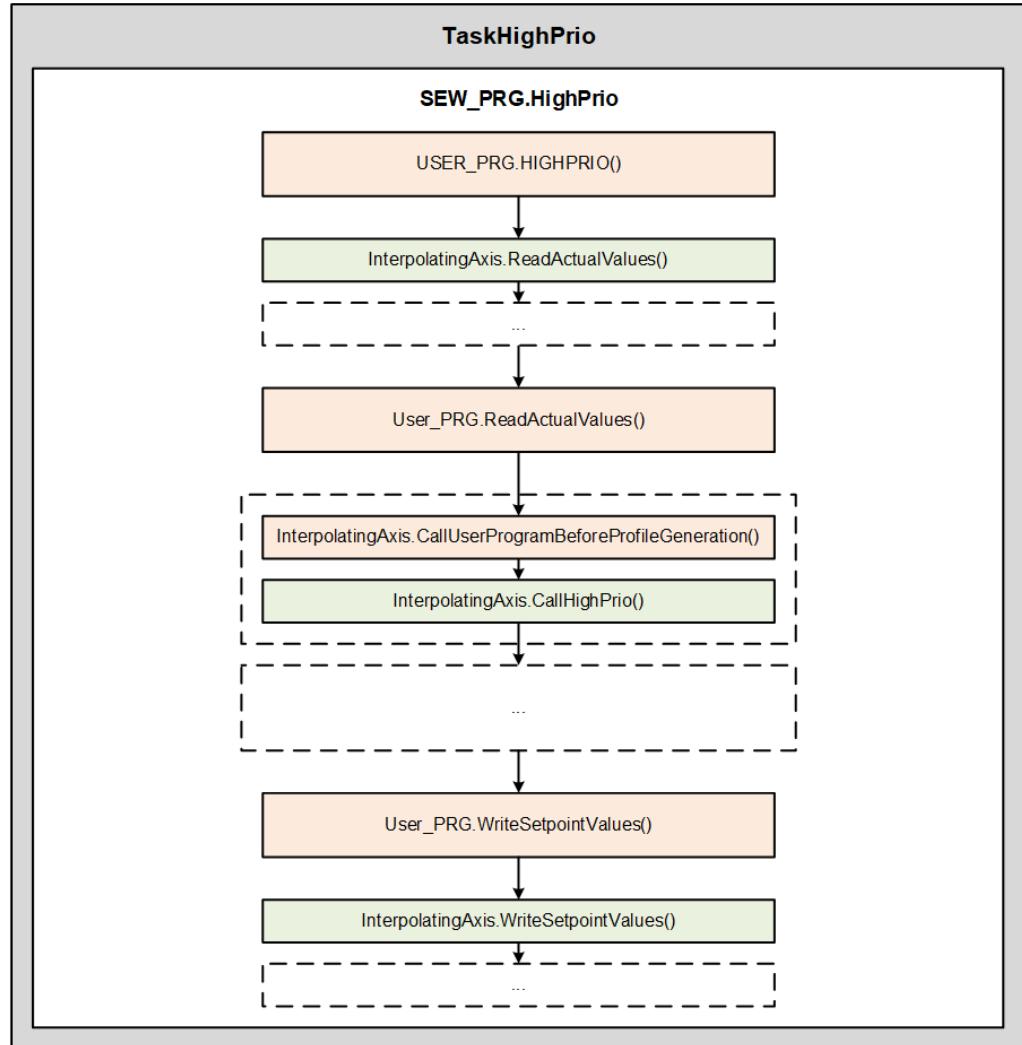 TaskHighPrio
SEW_PRG.HighPrio
USER_PRG.HIGHPRIO()
InterpolatingAxis.ReadActualValues()
...
User_PRG.ReadActualValues()
InterpolatingAxis.CallUserProgramBeforeProfileGeneration()
InterpolatingAxis.CallHighPrio()
...
User_PRG.WriteSetpointValues()
InterpolatingAxis.WriteSetpointValues()
...